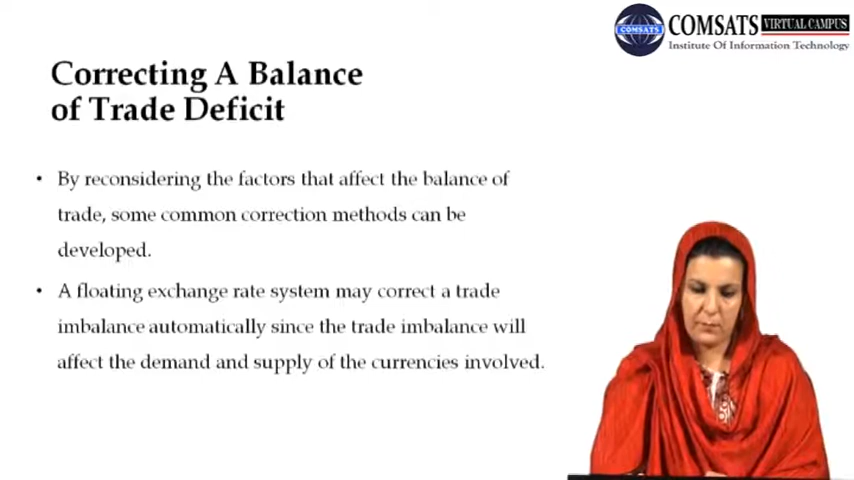 COMSATS VIRTUAL CAMPUS
COMSATS
Institute Of Information Technology
Correcting A Balance
of Trade Deficit
• By reconsidering the factors that affect the balance of
trade, some common correction methods can be
developed.
• A floating exchange rate system may correct a trade
imbalance automatically since the trade imbalance will
affect the demand and supply of the currencies involved.